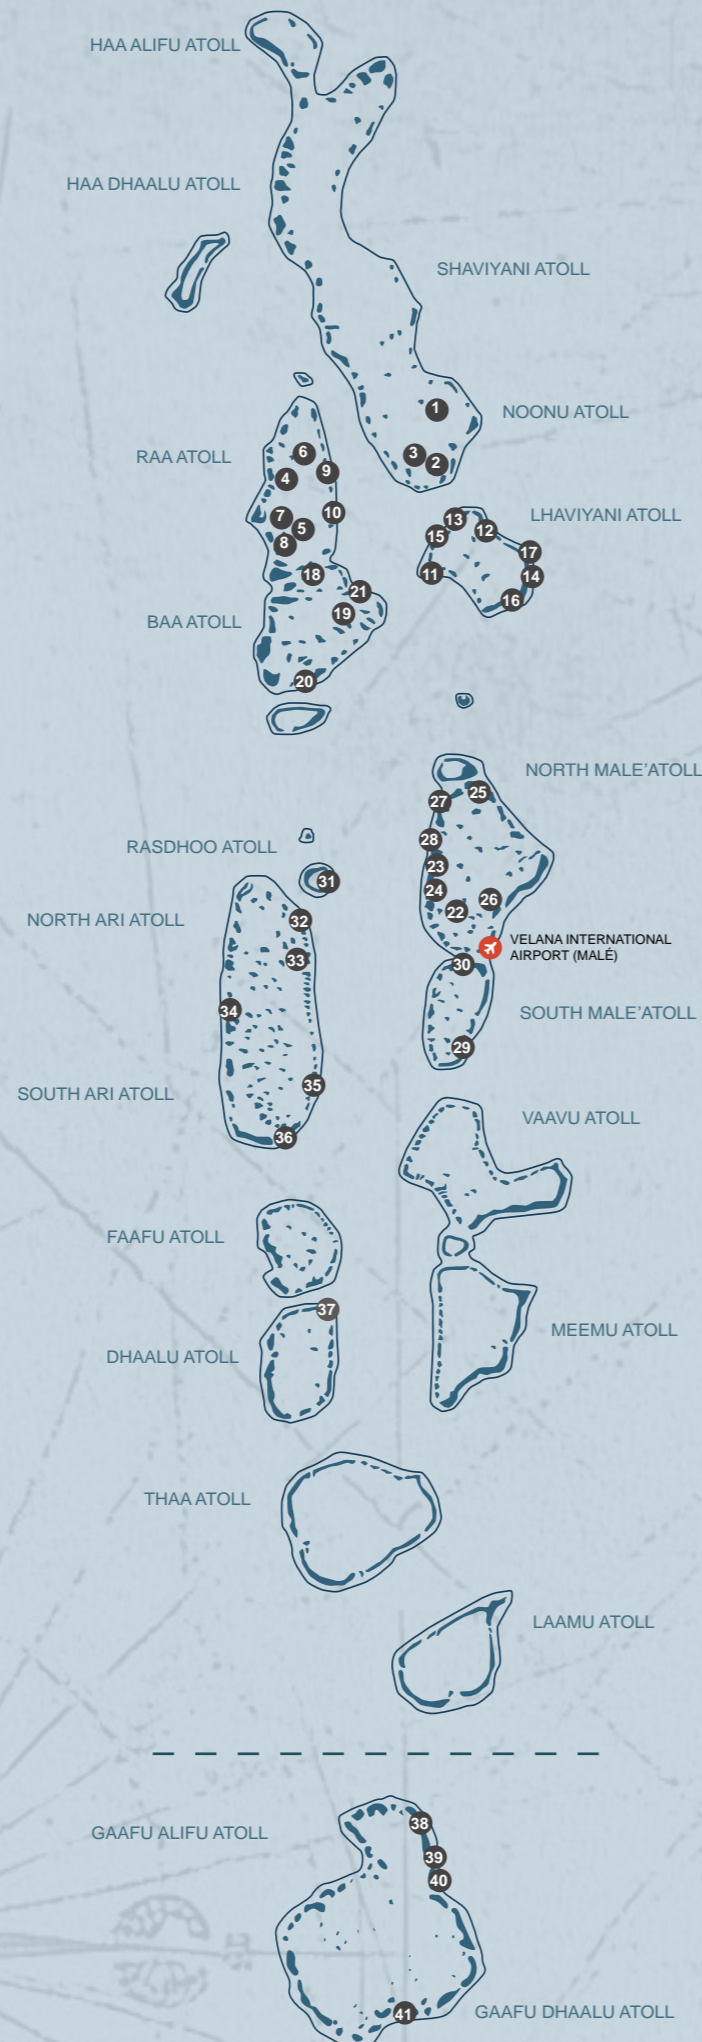 HAA ALIFU ATOLL
HAA DHAALU ATOLL
SHAVIYANI ATOLL
1
NOONU ATOLL
6
3
2
RAA ATOLL
9
4
7
10
5
8
13
LHAVIYANI ATOLL
12
15
17
11
14
16
18
21
19
BAA ATOLL
20
NORTH MALE’ATOLL
25
27
28
23
24
26
22
RASDHOO ATOLL
31
NORTH ARI ATOLL
32
33
VELANA INTERNATIONAL
AIRPORT (MALÉ)
30
34
SOUTH MALE’ATOLL
29
35
SOUTH ARI ATOLL
36
VAAVU ATOLL
FAAFU ATOLL
37
MEEMU ATOLL
DHAALU ATOLL
THAA ATOLL
LAAMU ATOLL
GAAFU ALIFU ATOLL
38
39
40
41
GAAFU DHAALU ATOLL